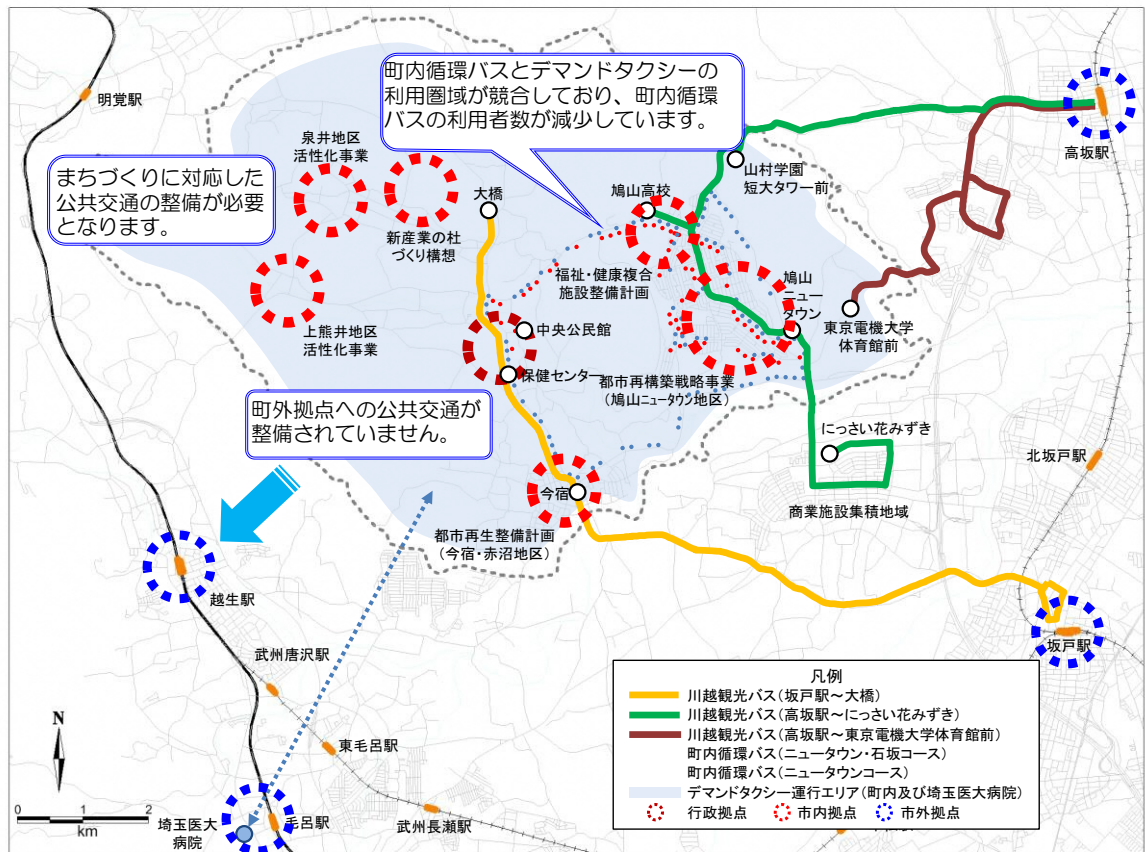 明覚駅
町内循環バスとデマンドタクシーの
利用圏域が競合しており、町内循環
バスの利用者数が減少しています。
高坂駅
泉井地区
活性化事業
まちづくりに対応した
公共交通の整備が必要
となります。
大橋
新産業の杜
づくり構想
鳩山高校
山村学園
短大タワー前
福祉・健康複合
施設整備計画
鳩山
ニュー
タウン
東京電機大学
体育館前
上熊井地区
活性化事業
中央公民館
保健センター
都市再構築戦略事業
(鳩山ニュータウン地区)
町外拠点への公共交通が
整備されていません。
にっさい花みずき
商業施設集積地域
北坂戸駅
今宿
都市再生整備計画
(今宿・赤沼地区)
越生駅
坂戸駅
武州唐沢駅
東毛呂駅
武州長瀬駅
毛呂駅
埼玉医大
病院
N
0 1 2
km
凡例
川越観光バス(坂戸駅~大橋)
川越観光バス(高坂駅~にっさい花みずき)
川越観光バス(高坂駅~東京電機大学体育館前)
町内循環バス(ニュータウン・石坂コース)
町内循環バス(ニュータウンコース)
デマンドタクシー運行エリア(町内及び埼玉医大病院)
行政拠点 市内拠点 市外拠点